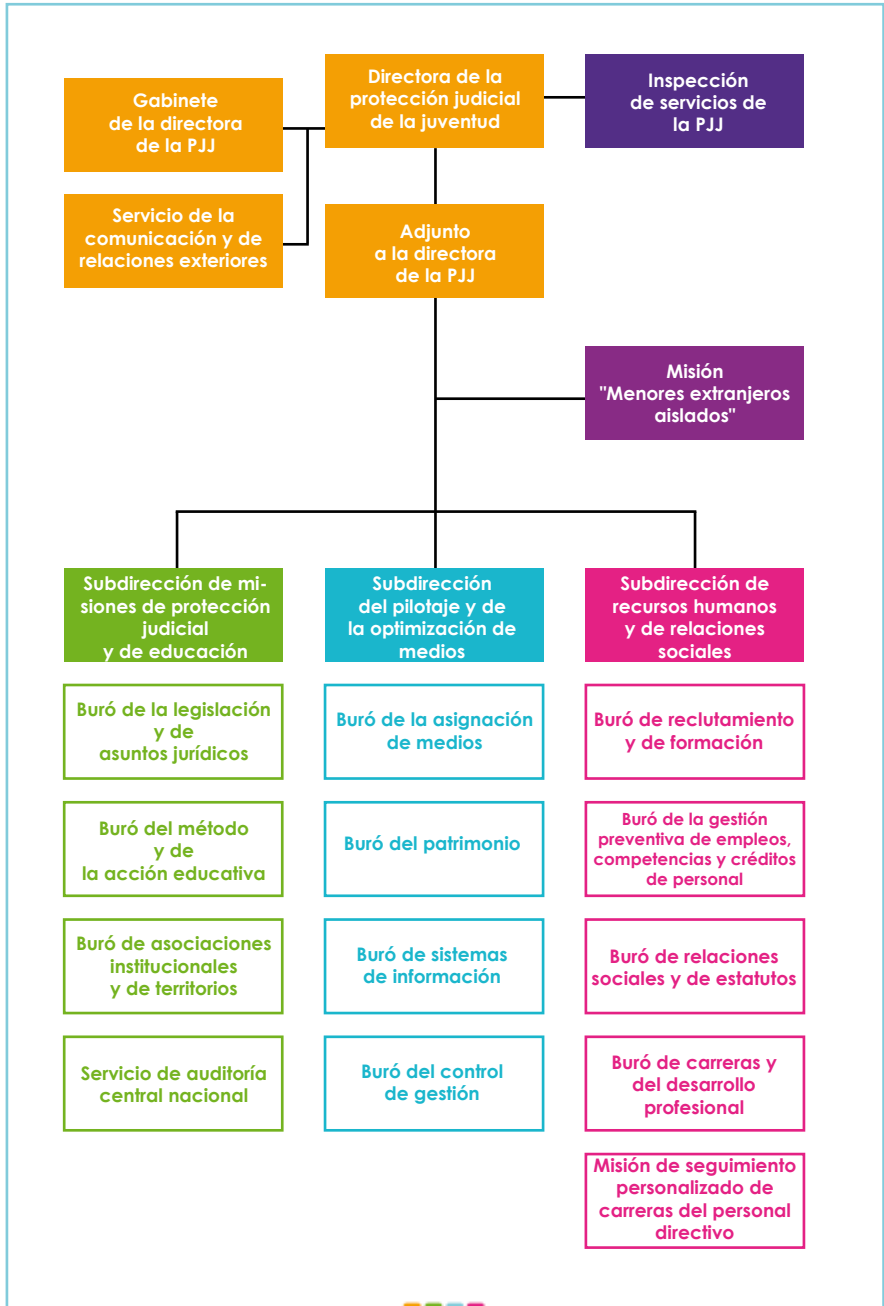 Gabinete
de la directora
de la PJJ
Directora de la
protección judicial
de la juventud
Inspección
de servicios de
la PJJ
Servicio de la
comunicación y de
relaciones exteriores
Adjunto
a la directora
de la PJJ
Misión
"Menores extranjeros
aislados"
Subdirección de mi-
siones de protección
judicial
y de educación
Buró de la legislación
y de
asuntos jurídicos
Buró del método
y de
la acción educativa
Buró de asociaciones
institucionales
y de territorios
Servicio de auditoría
central nacional
Subdirección
del pilotaje y de
la optimización de
medios
Buró de la asignación
de medios
Buró del patrimonio
Buró de sistemas
de información
Buró del control
de gestión
Subdirección de
recursos humanos
y de relaciones
sociales
Buró de reclutamiento
y de formación
Buró de la gestión
preventiva de empleos,
competencias y créditos
de personal
Buró de relaciones
sociales y de estatutos
Buró de carreras y
del desarrollo
profesional
Misión de seguimiento
personalizado de
carreras del personal
directivo